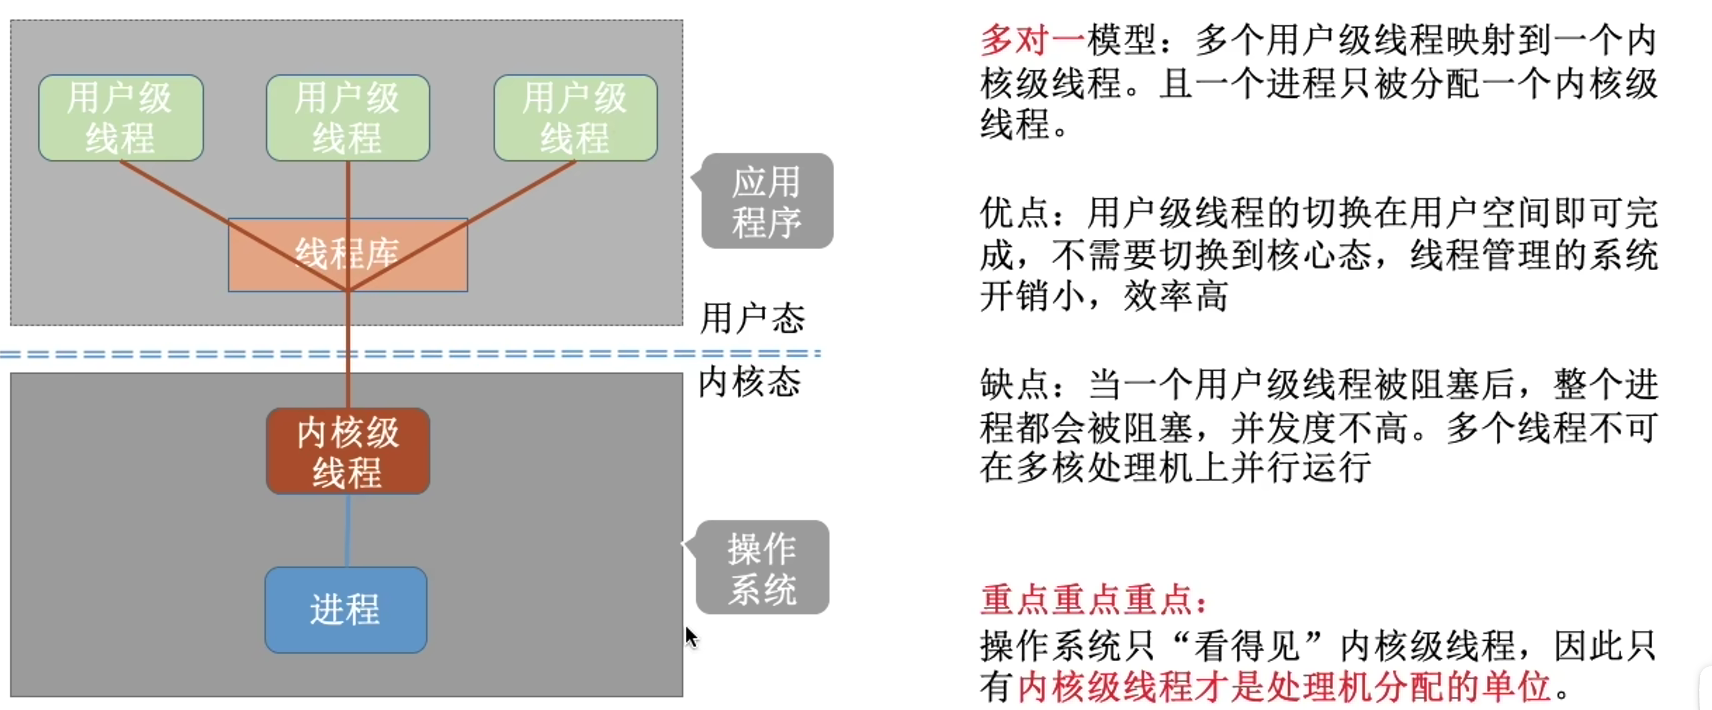 用户级
线程
用户级
线程
用户级
线程
线程库
应用
程序
用户态
内核态
内核级
线程
进程
操作
系统
多对一模型：多个用户级线程映射到一个内
核级线程。且一个进程只被分配一个内核级
线程。
优点：用户级线程的切换在用户空间即可完
成，不需要切换到核心态，线程管理的系统
开销小，效率高
缺点：当一个用户级线程被阻塞后，整个进
程都会被阻塞，并发度不高。多个线程不可
在多核处理机上并行运行
重点重点重点：
操作系统只“看得见”内核级线程，因此只
有内核级线程才是处理机分配的单位。